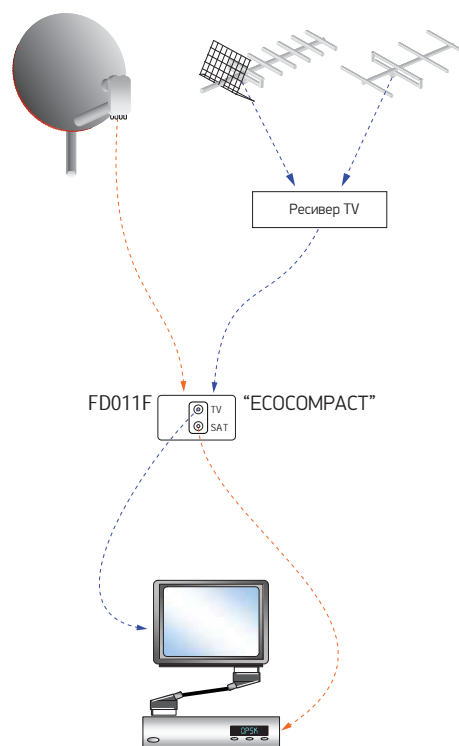 Ресивер TV
FD011F
TV
SAT
“ECOCOMPACT”
QPSK